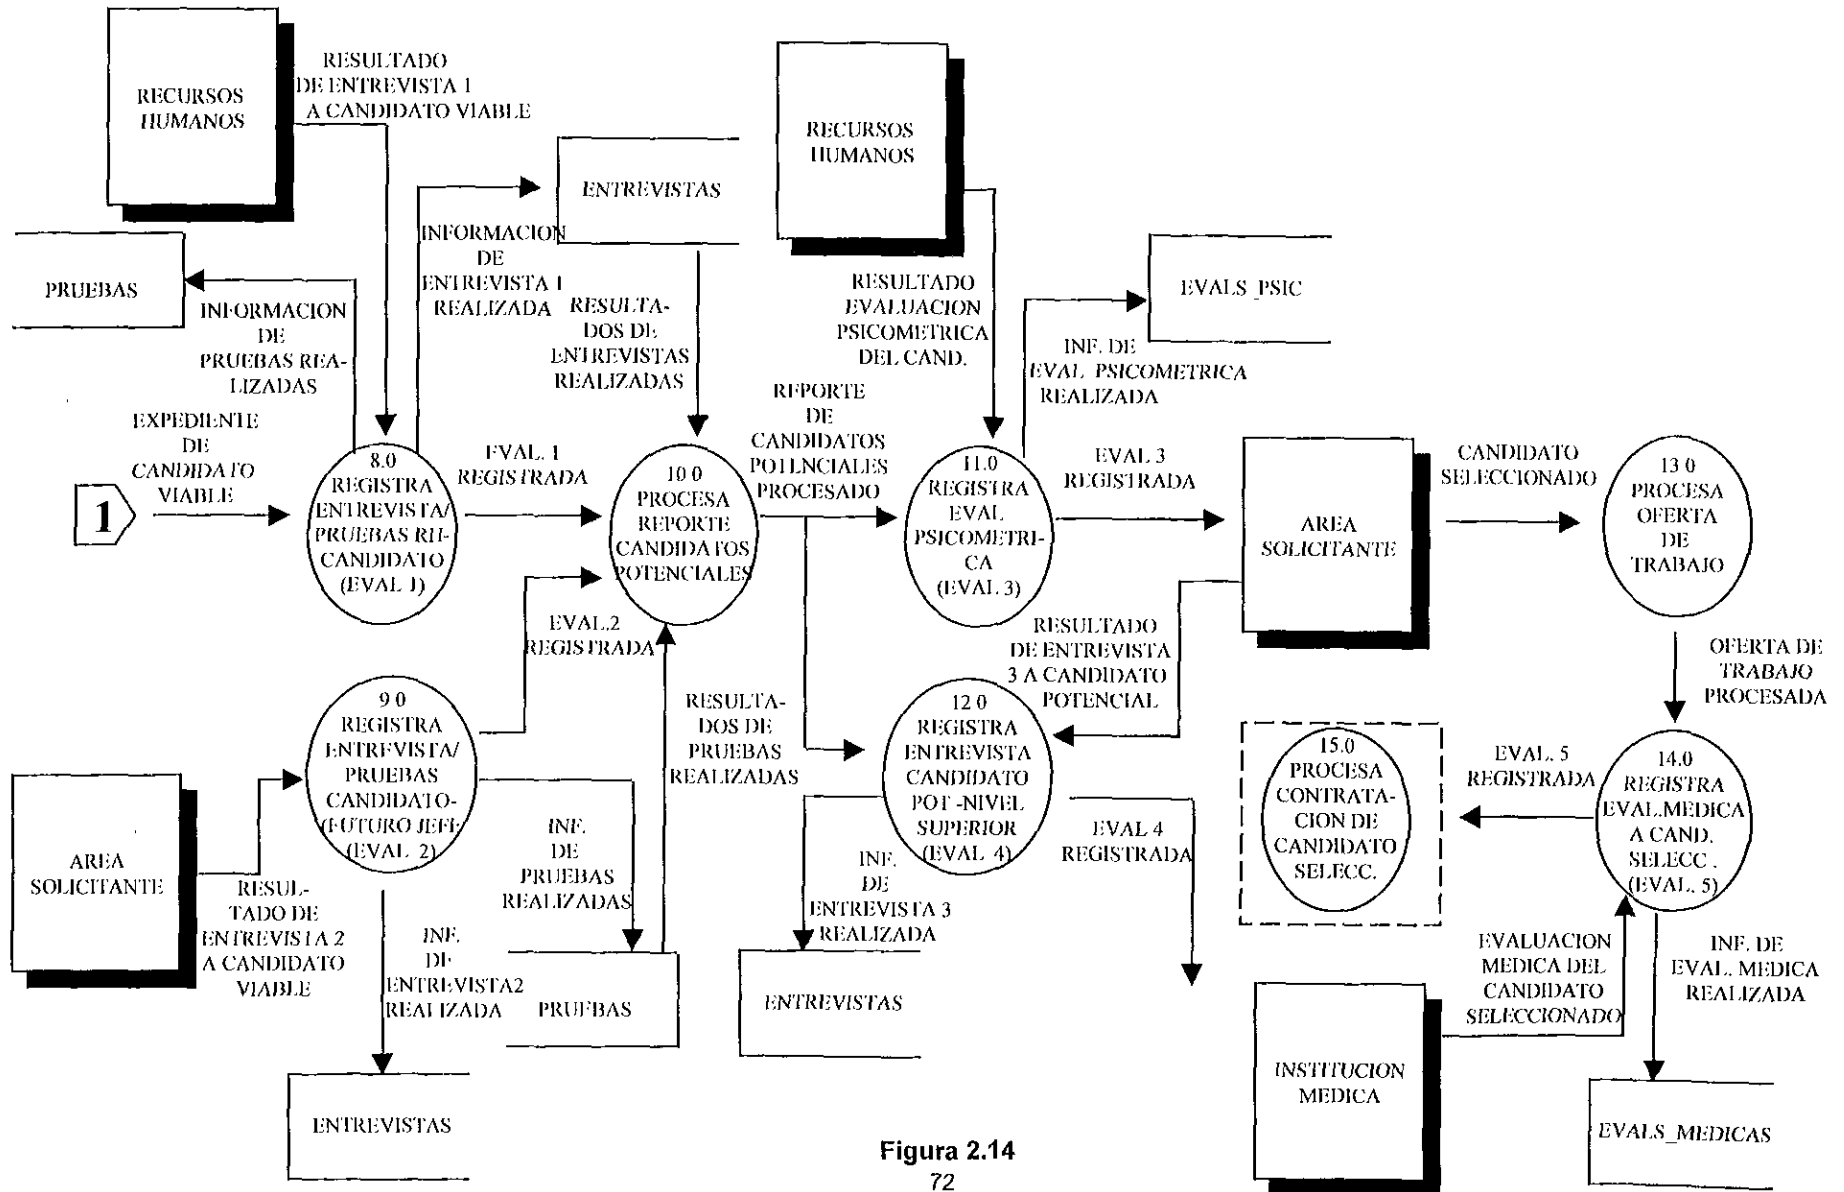 RECURSOS
HUMANOS
RESULTADO
DE ENTREVISTA 1
A CANDIDATO VIABLE
ENTREVISTAS
RECURSOS
HUMANOS
PRUEBAS
INFORMACION
DE
PRUEBAS REA-
LIZADAS
INFORMACION
DE
ENTREVISTA 1
REALIZADA
RESULTA-
DOS DE
ENTREVISTAS
REALIZADAS
RESULTADO
EVALUACION
PSICOMETRICA
DEL CAND.
EVALS_PSIC
INF. DE
EVAL PSICOMETRICA
REALIZADA
EXPEDIENTE
DE
CANDIDATO
VIABLE
1
8.0
REGISTRA
ENTREVISTA/
PRUEBAS RH-
CANDIDATO
(EVAL 1)
EVAL. 1
REGISTRADA
10 0
PROCESA
REPORTE
CANDIDATOS
POTENCIALES
REPORTE
DE
CANDIDATOS
POTENCIALES
PROCESADO
11.0
REGISTRA
EVAL
PSICOMETRI-
CA
(EVAL 3)
EVAL 3
REGISTRADA
AREA
SOLICITANTE
CANDIDATO
SELECCIONADO
13 0
PROCESA
OFERTA
DE
TRABAJO
EVAL.2
REGISTRADA
RESULTADO
DE ENTREVISTA
3 A CANDIDATO
POTENCIAL
OFERTA DE
TRABAJO
PROCESADA
9 0
REGISTRA
ENTREVISTA/
PRUEBAS
CANDIDATO-
(FUTURO JEFE
(EVAL 2)
RESULTA-
DOS DE
PRUEBAS
REALIZADAS
12 0
REGISTRA
ENTREVISTA
CANDIDATO
POT -NIVEL
SUPERIOR
(EVAL 4)
15.0
PROCESA
CONTRATA-
CION DE
CANDIDATO
SELECC.
EVAL. 5
REGISTRADA
14.0
REGISTRA
EVAL.MEDICA
A CAND.
SELECC .
(EVAL. 5)
AREA
SOLICITANTE
RESUL-
TADO DE
ENTREVISTA 2
A CANDIDATO
VIABLE
INF.
DE
PRUEBAS
REALIZADAS
EVAL 4
REGISTRADA
INF.
DE
ENTREVISTA 3
REALIZADA
INF.
DE
ENTREVISTA2
REALIZADA
PRUEBAS
ENTREVISTAS
EVALUACION
MEDICA DEL
CANDIDATO
SELECCIONADO
INF. DE
EVAL. MEDICA
REALIZADA
INSTITUCION
MEDICA
ENTREVISTAS
EVALS_MEDICAS
Figura 2.14
72